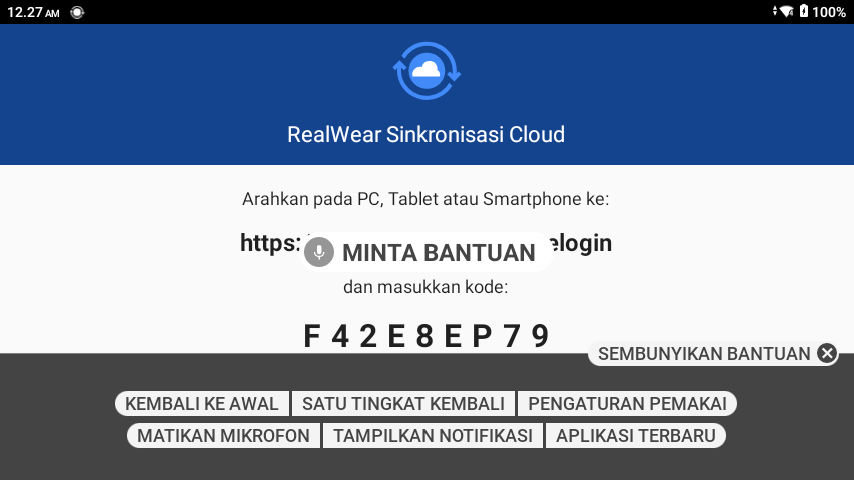 12.27 AM
100%
RealWear Sinkronisasi Cloud
Arahkan pada PC, Tablet atau Smartphone ke:
https: elogin
MINTA BANTUAN
dan masukkan kode:
F42E8EP79
SEMBUNYIKAN BANTUAN
KEMBALI KE AWAL SATU TINGKAT KEMBALI PENGATURAN PEMAKAI
MATIKAN MIKROFON TAMPILKAN NOTIFIKASI APLIKASI TERBARU